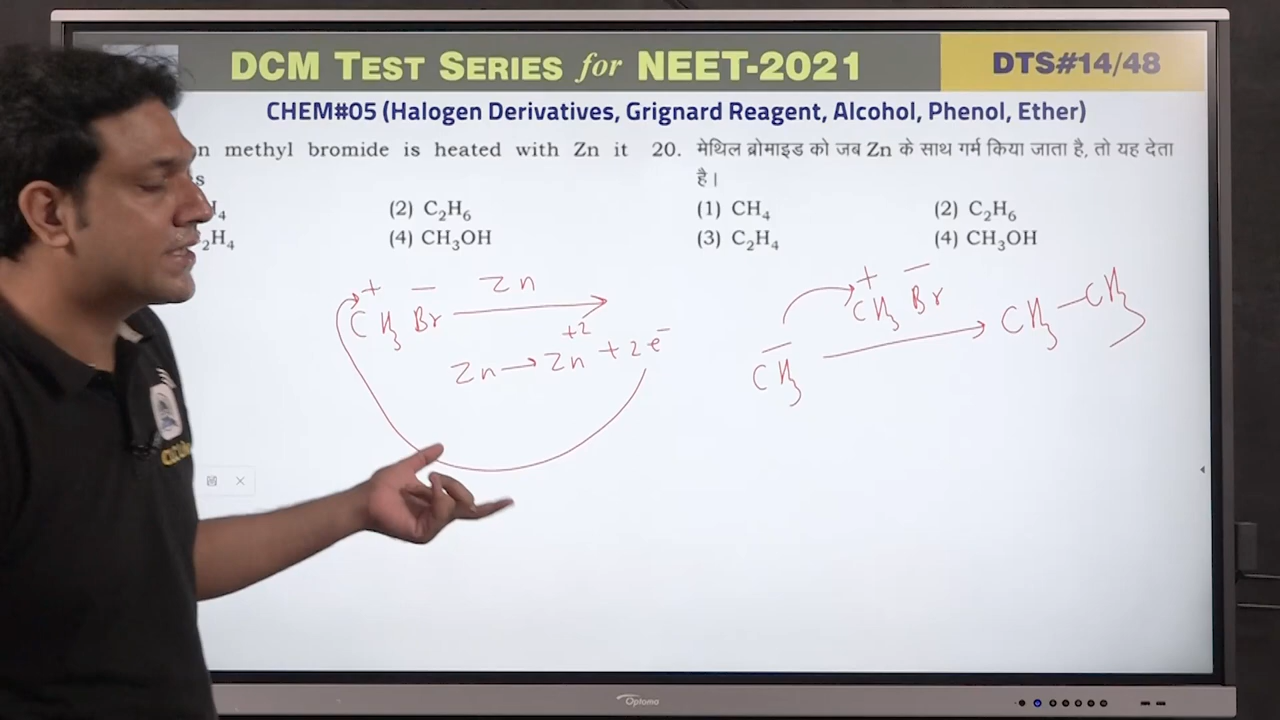 DCM TEST SERIES for NEET-2021
DTS#14/48
CHEM#05 (Halogen Derivatives, Grignard Reagent, Alcohol, Phenol, Ether)
n methyl bromide is heated with Zn it
s
H₄
(2) C₂H₆
₂H₄
(4) CH₃OH
20. मेथिल ब्रोमाइड को जब Zn के साथ गर्म किया जाता है, तो यह देता
है।
(1) CH₄
(2) C₂H₆
(3) C₂H₄
(4) CH₃OH
+ −
CH₃ Br
Zn
Zn → Zn⁺² + 2e⁻
+ −
CH₃ Br
−
CH₃
CH₃–CH₃
Optoma